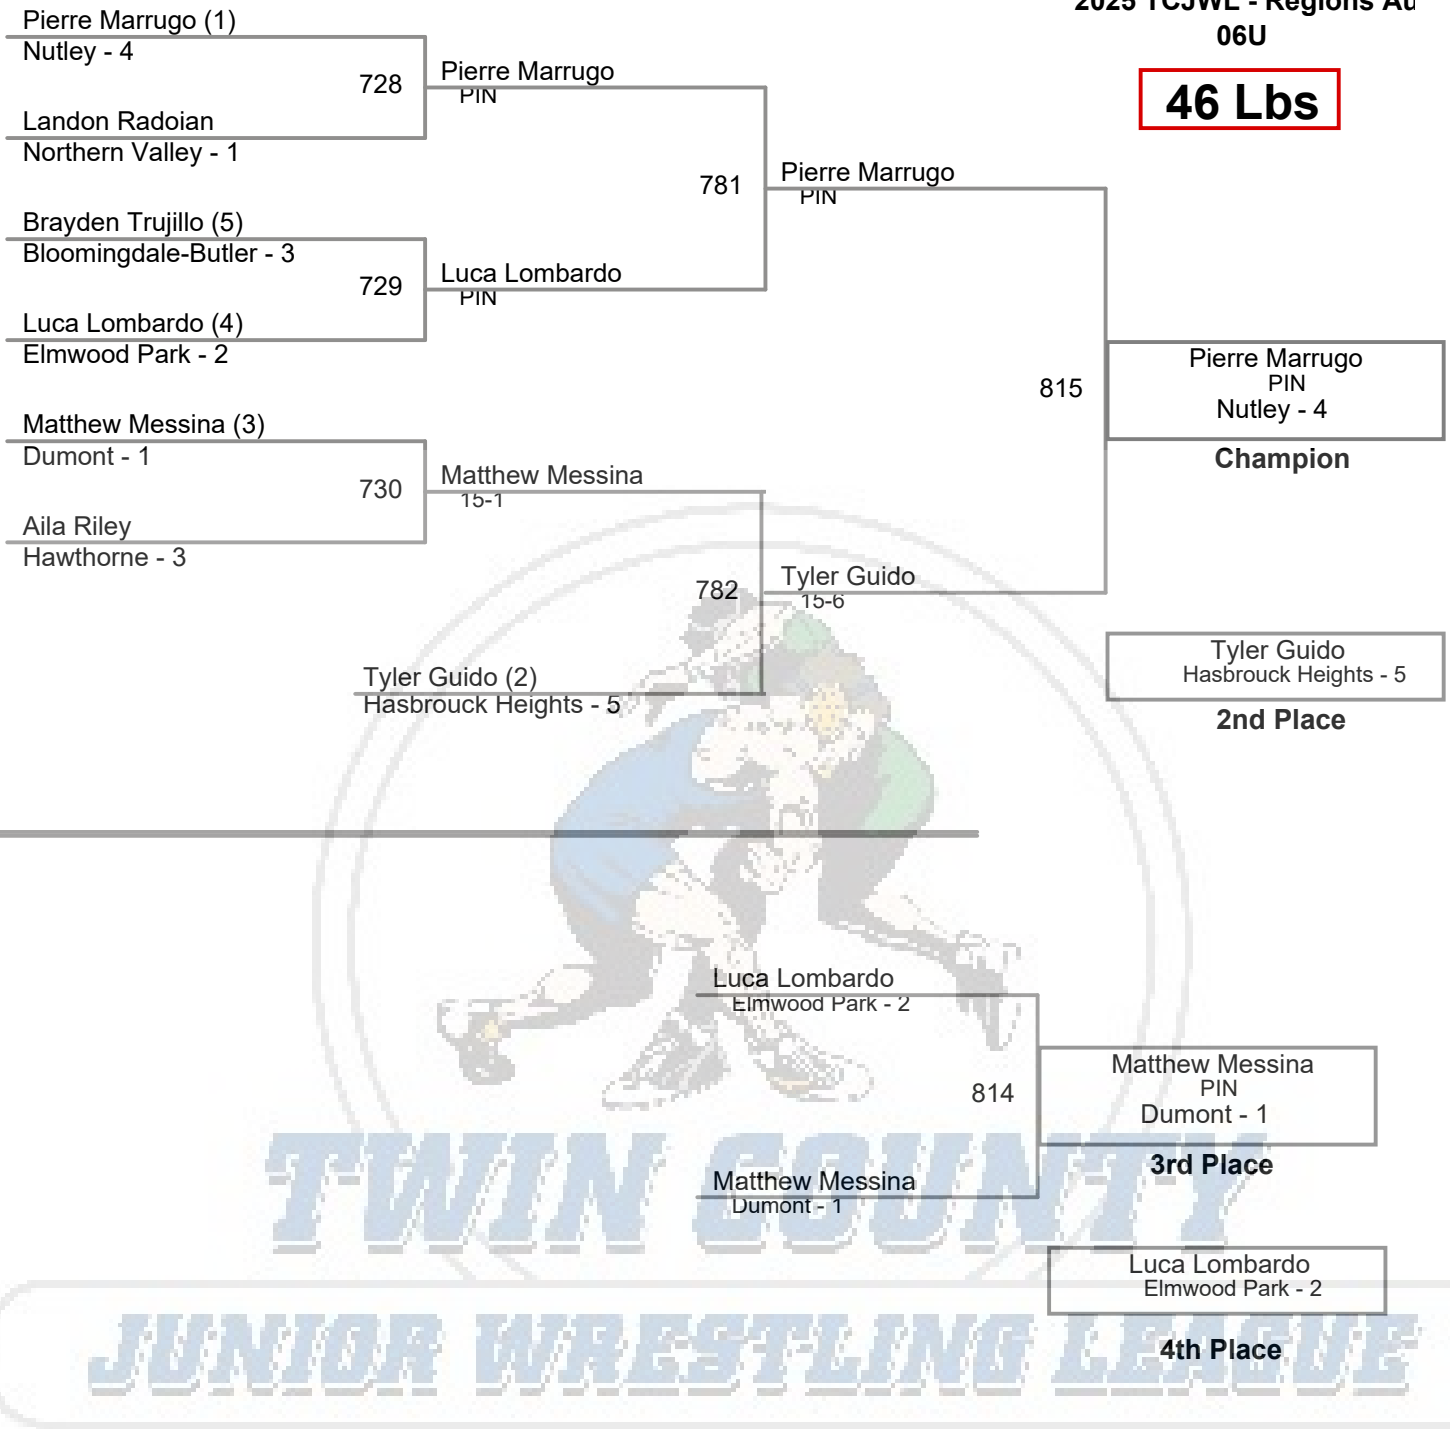 2025 TCJWL - Regions Au
06U
46 Lbs
Pierre Marrugo (1)
Nutley - 4
728
Landon Radoian
Northern Valley - 1
Pierre Marrugo
PIN
781
Brayden Trujillo (5)
Bloomingdale-Butler - 3
729
Luca Lombardo (4)
Elmwood Park - 2
Luca Lombardo
PIN
Pierre Marrugo
PIN
815
Matthew Messina (3)
Dumont - 1
730
Aila Riley
Hawthorne - 3
Matthew Messina
15-1
782
Tyler Guido (2)
Hasbrouck Heights - 5
Tyler Guido
15-6
Pierre Marrugo
PIN
Nutley - 4
Champion
Tyler Guido
Hasbrouck Heights - 5
2nd Place
Luca Lombardo
Elmwood Park - 2
814
Matthew Messina
Dumont - 1
Matthew Messina
PIN
Dumont - 1
3rd Place
Luca Lombardo
Elmwood Park - 2
4th Place
TWIN COUNTY
JUNIOR WRESTLING LEAGUE